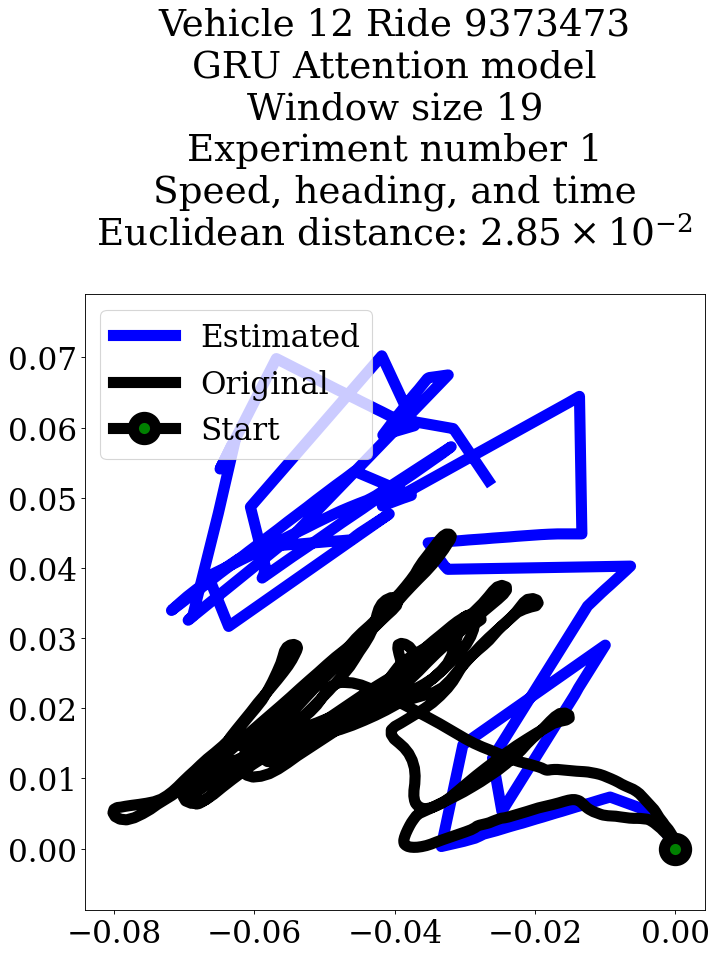 Vehicle 12 Ride 9373473
GRU Attention model
Window size 19
Experiment number 1
Speed, heading, and time
Euclidean distance: 2.85 × 10⁻²
Estimated
Original
Start
0.07
0.06
0.05
0.04
0.03
0.02
0.01
0.00
−0.08 −0.06 −0.04 −0.02 0.00